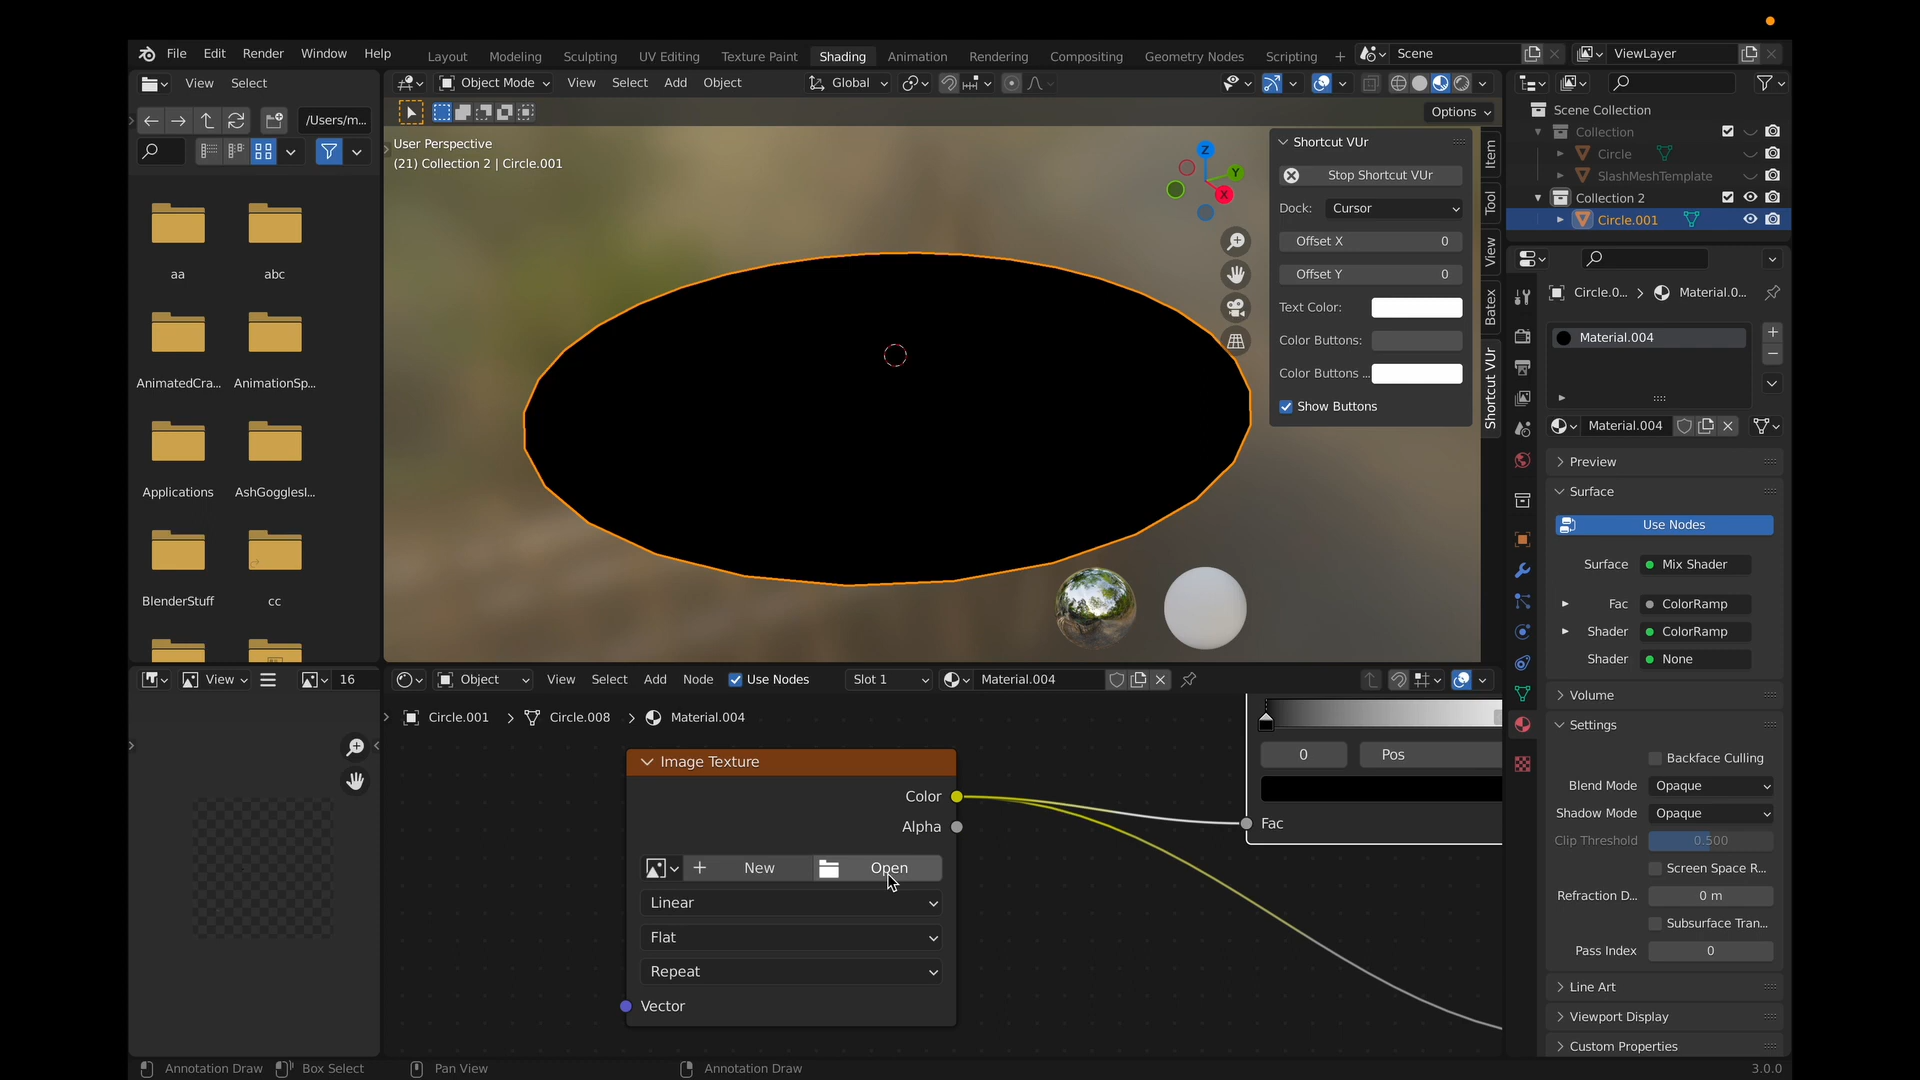 File Edit Render Window Help
Layout Modeling Sculpting UV Editing Texture Paint Shading Animation Rendering Compositing Geometry Nodes Scripting +
Scene
ViewLayer
View Select
/Users/m...
aa
abc
AnimatedCra...
AnimationSp...
Applications
AshGogglesI...
BlenderStuff
cc
Object Mode View Select Add Object Global
Options
User Perspective
(21) Collection 2 | Circle.001
Z
Y
X
Shortcut VUr
Stop Shortcut VUr
Dock: Cursor
Offset X 0
Offset Y 0
Text Color:
Color Buttons:
Color Buttons ...
Show Buttons
Item
Tool
View
Batex
Shortcut VUr
Scene Collection
Collection
Circle
SlashMeshTemplate
Collection 2
Circle.001
Circle.0... > Material.0...
Material.004
Material.004
Preview
Surface
Use Nodes
Surface Mix Shader
Fac ColorRamp
Shader ColorRamp
Shader None
Volume
Settings
Backface Culling
Blend Mode Opaque
Shadow Mode Opaque
Clip Threshold 0.500
Screen Space R...
Refraction D... 0 m
Subsurface Tran...
Pass Index 0
Line Art
Viewport Display
Custom Properties
View 16
Object View Select Add Node Use Nodes Slot 1 Material.004
Circle.001 > Circle.008 > Material.004
Image Texture
Color
Alpha
New Open
Linear
Flat
Repeat
Vector
0 Pos
Fac
Annotation Draw Box Select Pan View Annotation Draw 3.0.0